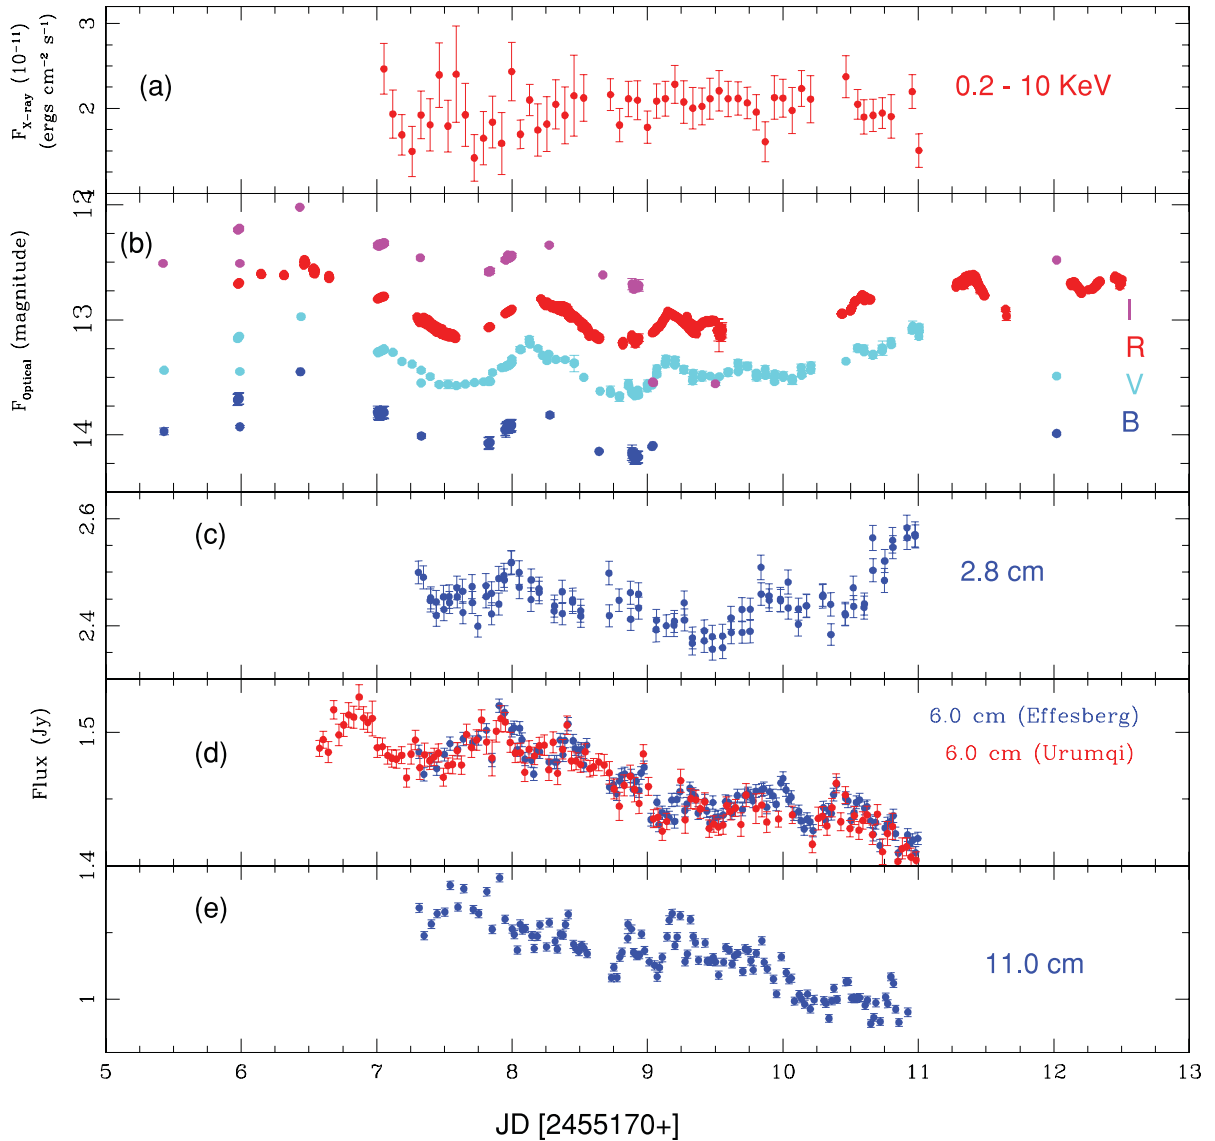 3
2
1
F_X-ray (10⁻¹¹)
(ergs cm⁻² s⁻¹)
(a)
0.2 - 10 KeV
12
13
14
F_Optical (magnitude)
(b)
I
R
V
B
2.6
2.4
(c)
2.8 cm
1.5
1.4
Flux (Jy)
(d)
6.0 cm (Effesberg)
6.0 cm (Urumqi)
1
(e)
11.0 cm
5 6 7 8 9 10 11 12 13
JD [2455170+]